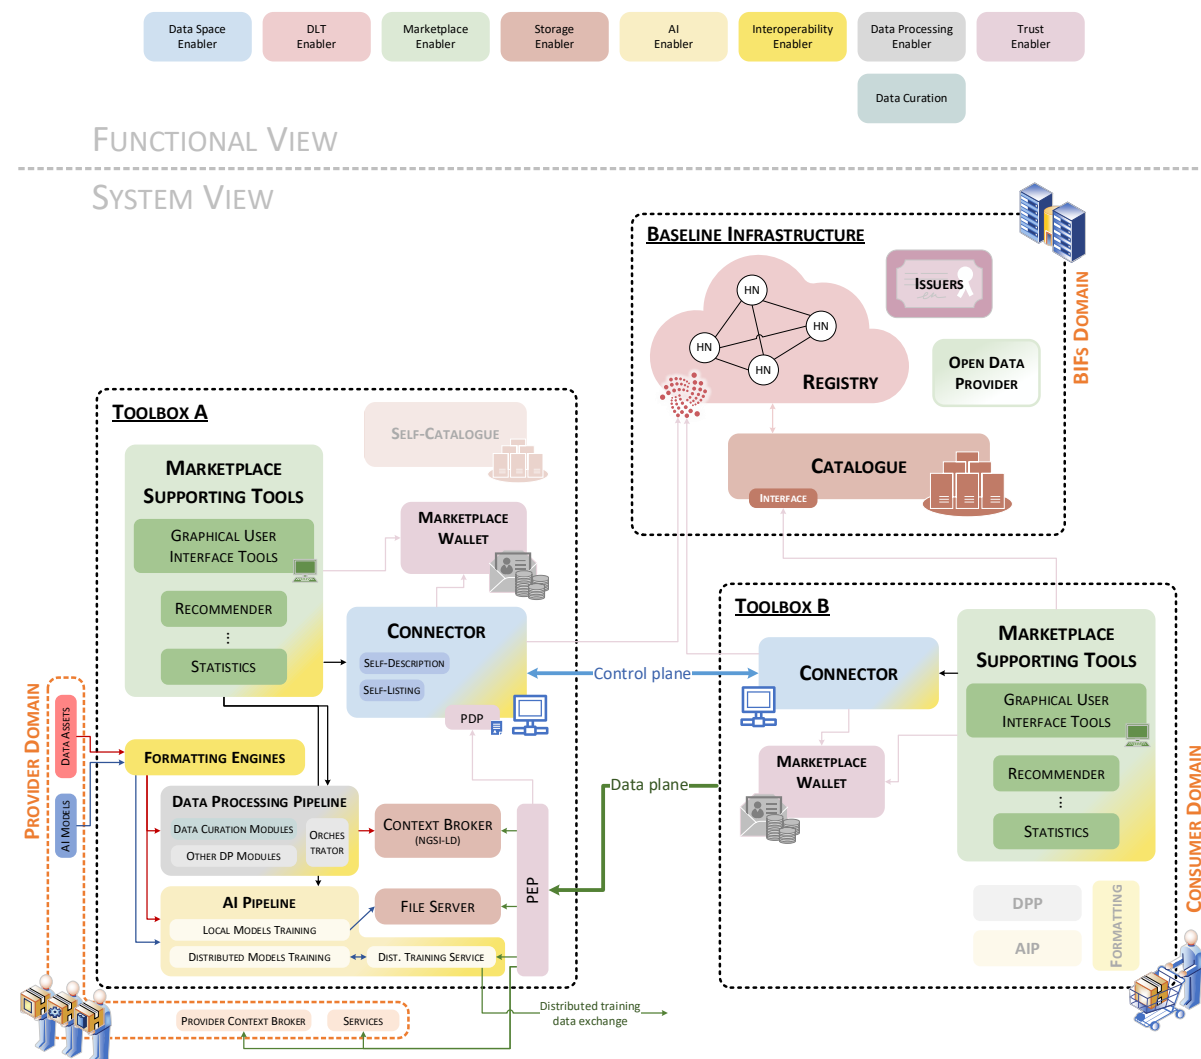 Data Space
Enabler
DLT
Enabler
Marketplace
Enabler
Storage
Enabler
AI
Enabler
Interoperability
Enabler
Data Processing
Enabler
Trust
Enabler
Data Curation
FUNCTIONAL VIEW
SYSTEM VIEW
BASELINE INFRASTRUCTURE
ISSUERS
HN
HN
HN
HN
REGISTRY
OPEN DATA
PROVIDER
BIFS DOMAIN
CATALOGUE
INTERFACE
TOOLBOX A
SELF-CATALOGUE
MARKETPLACE
SUPPORTING TOOLS
GRAPHICAL USER
INTERFACE TOOLS
RECOMMENDER
...
STATISTICS
MARKETPLACE
WALLET
CONNECTOR
SELF-DESCRIPTION
SELF-LISTING
PDP
Control plane
Data plane
TOOLBOX B
CONNECTOR
MARKETPLACE
SUPPORTING TOOLS
GRAPHICAL USER
INTERFACE TOOLS
RECOMMENDER
...
STATISTICS
MARKETPLACE
WALLET
DPP
AIP
FORMATTING
CONSUMER DOMAIN
PROVIDER DOMAIN
DATA ASSETS
AI MODELS
FORMATTING ENGINES
DATA PROCESSING PIPELINE
DATA CURATION MODULES
OTHER DP MODULES
ORCHES
TRATOR
CONTEXT BROKER
(NGSI-LD)
AI PIPELINE
LOCAL MODELS TRAINING
DISTRIBUTED MODELS TRAINING
FILE SERVER
DIST. TRAINING SERVICE
PEP
PROVIDER CONTEXT BROKER
SERVICES
Distributed training
data exchange